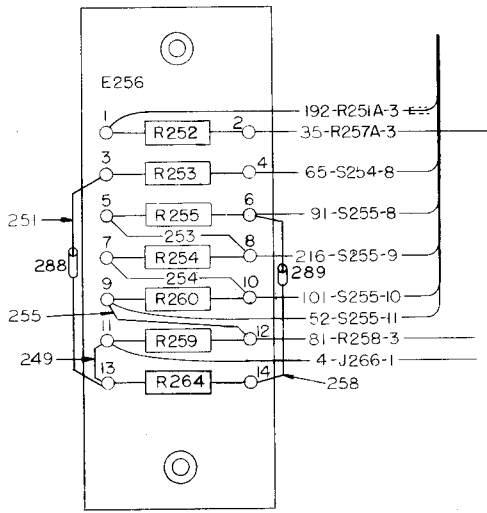 E256
1
192-R251A-3
R252
2
35-R257A-3
3
R253
4
65-S254-8
5
R255
6
91-S255-8
251
253
7
R254
8
216-S255-9
288
254
289
9
R260
10
101-S255-10
255
52-S255-11
11
R259
12
81-R258-3
249
4-J266-1
13
R264
14
258